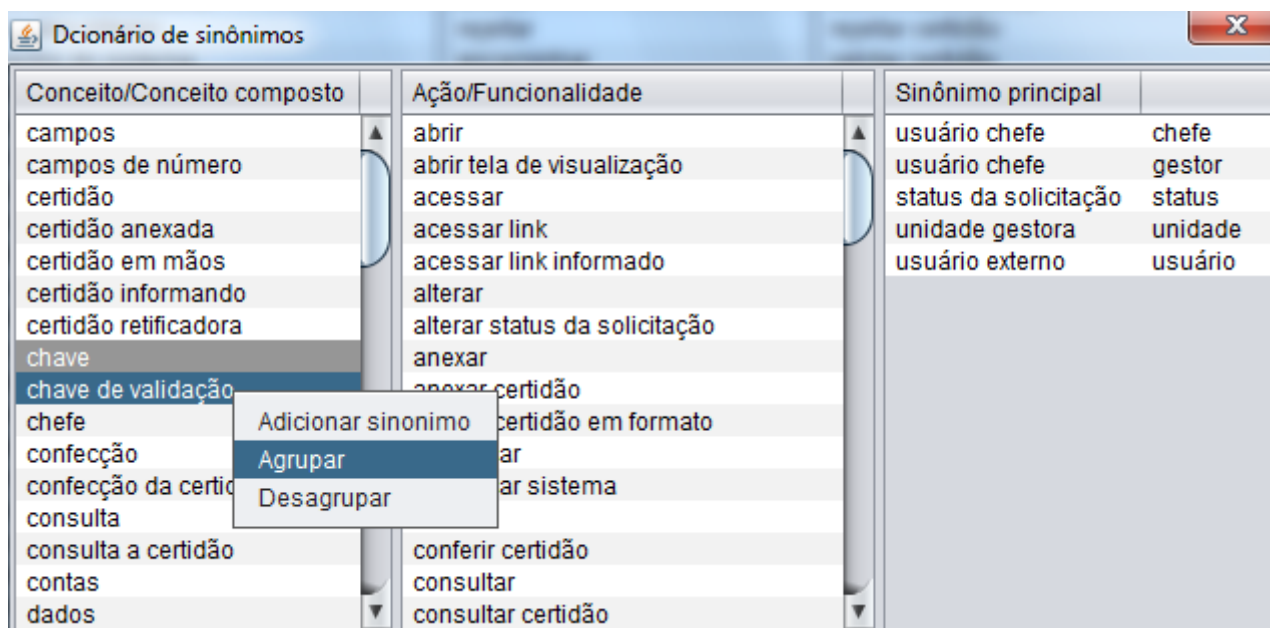 Dcionário de sinônimos
Conceito/Conceito composto
campos
campos de número
certidão
certidão anexada
certidão em mãos
certidão informando
certidão retificadora
chave
chave de validação
chefe
confecção
confecção da certid
consulta
consulta a certidão
contas
dados
Adicionar sinonimo
Agrupar
Desagrupar
Ação/Funcionalidade
abrir
abrir tela de visualização
acessar
acessar link
acessar link informado
alterar
alterar status da solicitação
anexar
anexar certidão
certidão em formato
ar
ar sistema
conferir certidão
consultar
consultar certidão
Sinônimo principal
usuário chefe chefe
usuário chefe gestor
status da solicitação status
unidade gestora unidade
usuário externo usuário